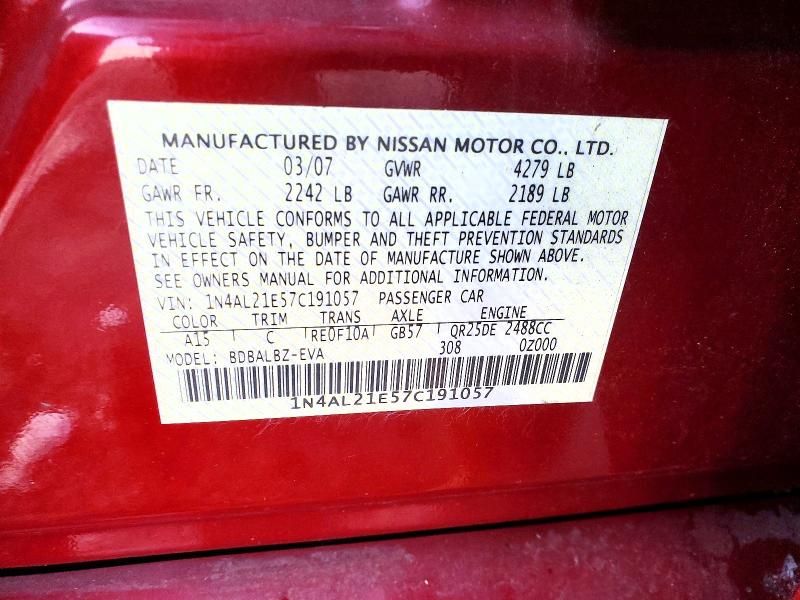 MANUFACTURED BY NISSAN MOTOR CO., LTD.
DATE 03/07 GVWR 4279 LB
GAWR FR. 2242 LB GAWR RR. 2189 LB
THIS VEHICLE CONFORMS TO ALL APPLICABLE FEDERAL MOTOR
VEHICLE SAFETY, BUMPER AND THEFT PREVENTION STANDARDS
IN EFFECT ON THE DATE OF MANUFACTURE SHOWN ABOVE.
SEE OWNERS MANUAL FOR ADDITIONAL INFORMATION.
VIN: 1N4AL21E57C191057 PASSENGER CAR
COLOR TRIM TRANS AXLE ENGINE
A15 C RE0F10A GB57 QR25DE 2488CC
MODEL: BDBALBZ-EVA 308 0Z000
1N4AL21E57C191057